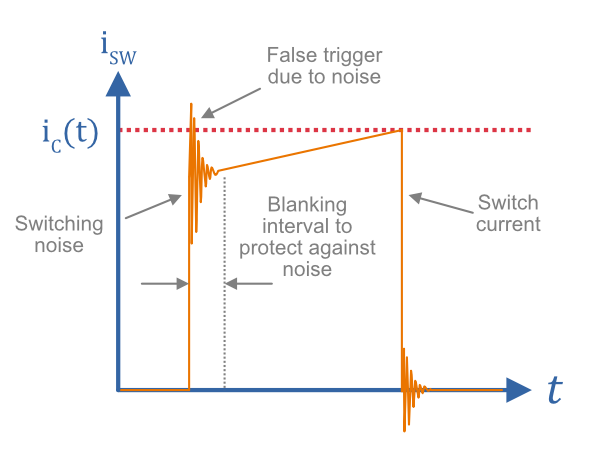 i_SW
False trigger
due to noise
i_C(t)
Switching
noise
Blanking
interval to
protect against
noise
Switch
current
t